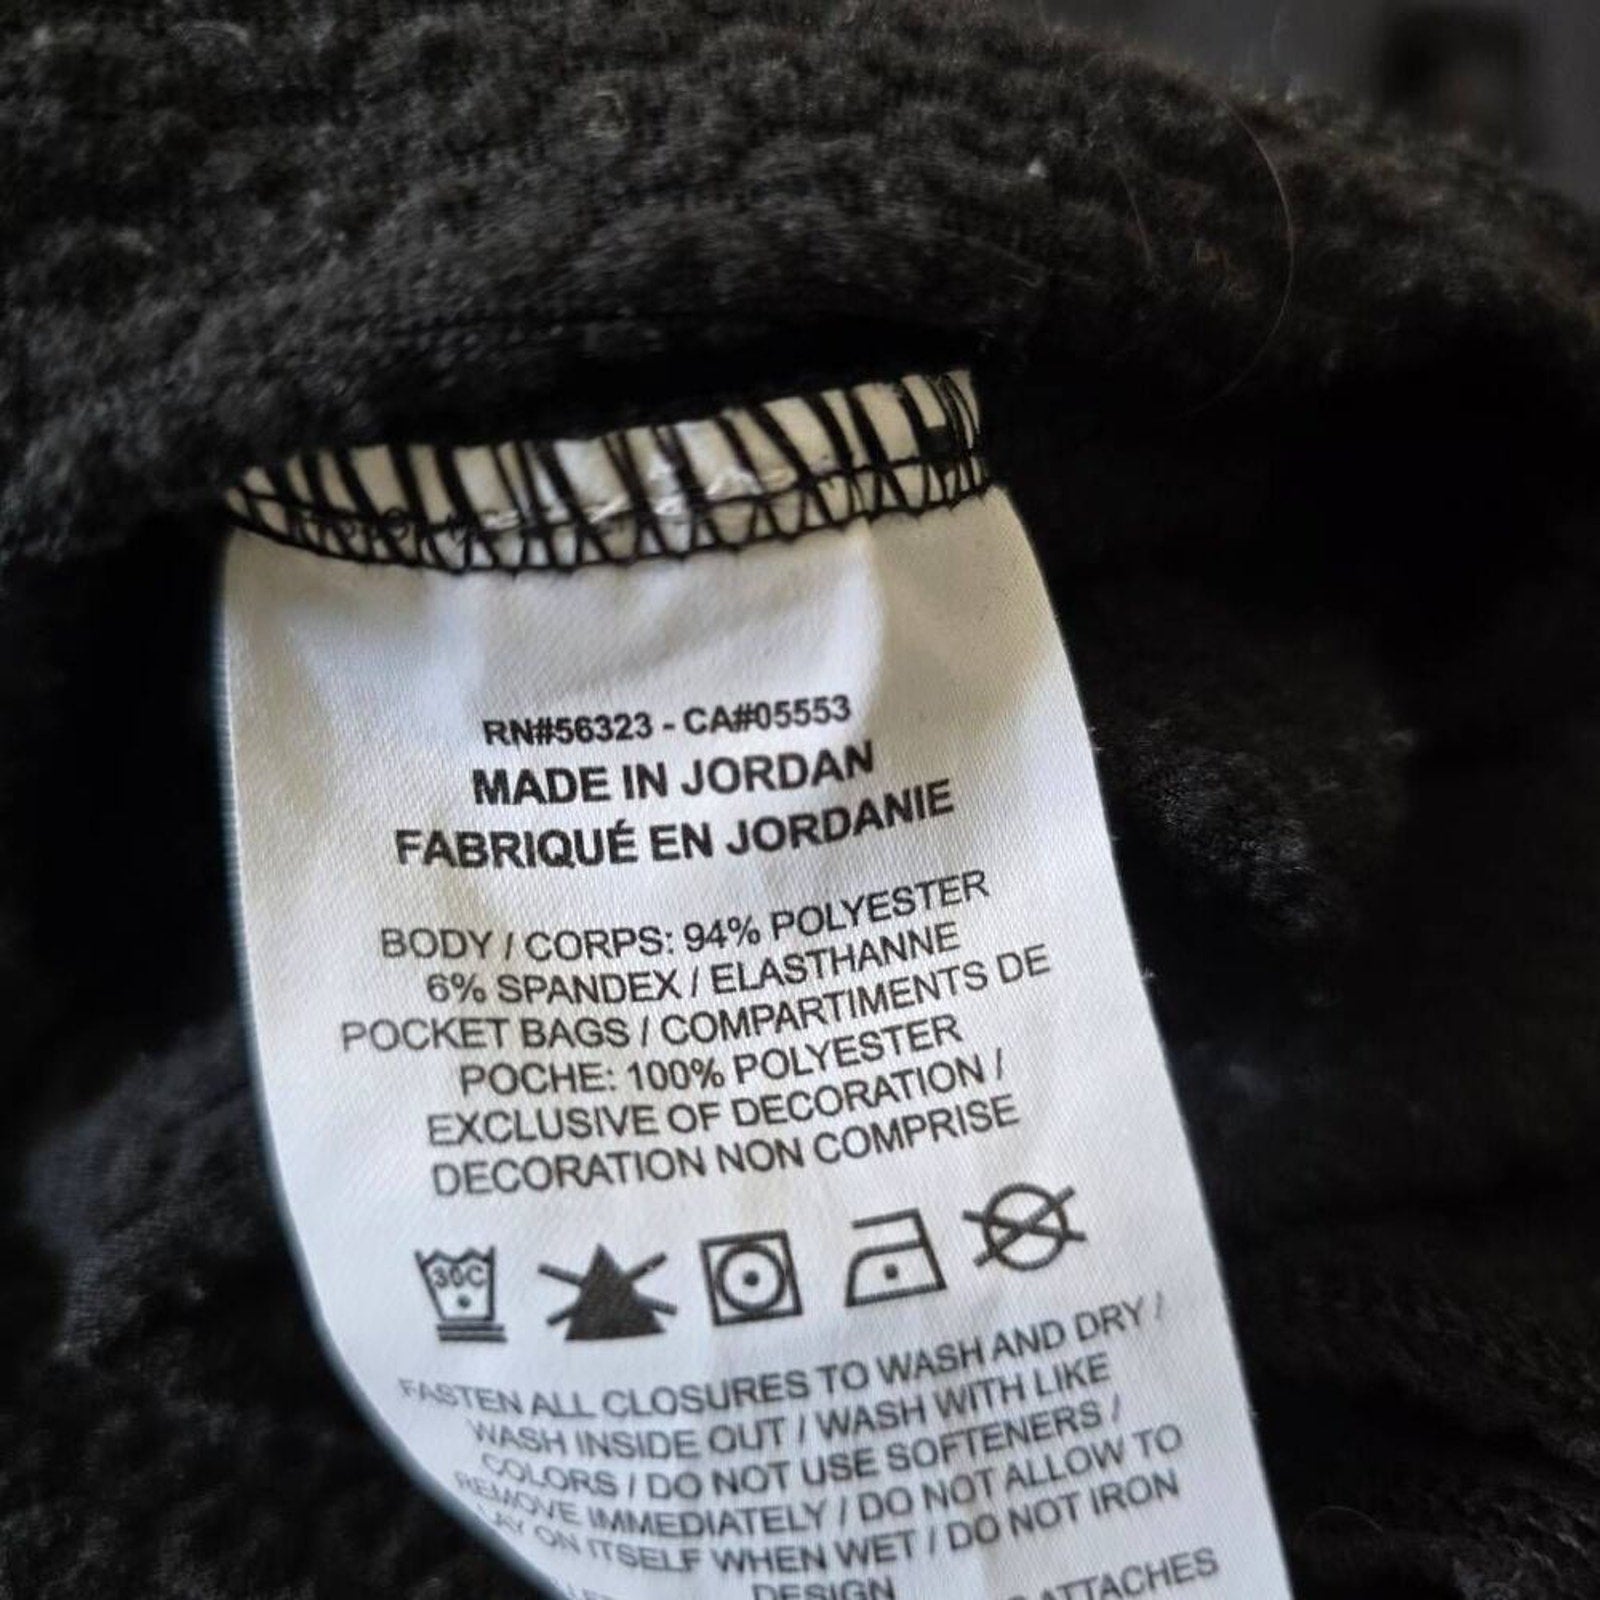 RN#56323 - CA#05553
MADE IN JORDAN
FABRIQUÉ EN JORDANIE
BODY / CORPS: 94% POLYESTER
6% SPANDEX / ELASTHANNE
POCKET BAGS / COMPARTIMENTS DE
POCHE: 100% POLYESTER
EXCLUSIVE OF DECORATION /
DECORATION NON COMPRISE
30C
FASTEN ALL CLOSURES TO WASH AND DRY /
WASH INSIDE OUT / WASH WITH LIKE
COLORS / DO NOT USE SOFTENERS /
REMOVE IMMEDIATELY / DO NOT ALLOW TO
LAY ON ITSELF WHEN WET / DO NOT IRON
DESIGN
ATTACHES